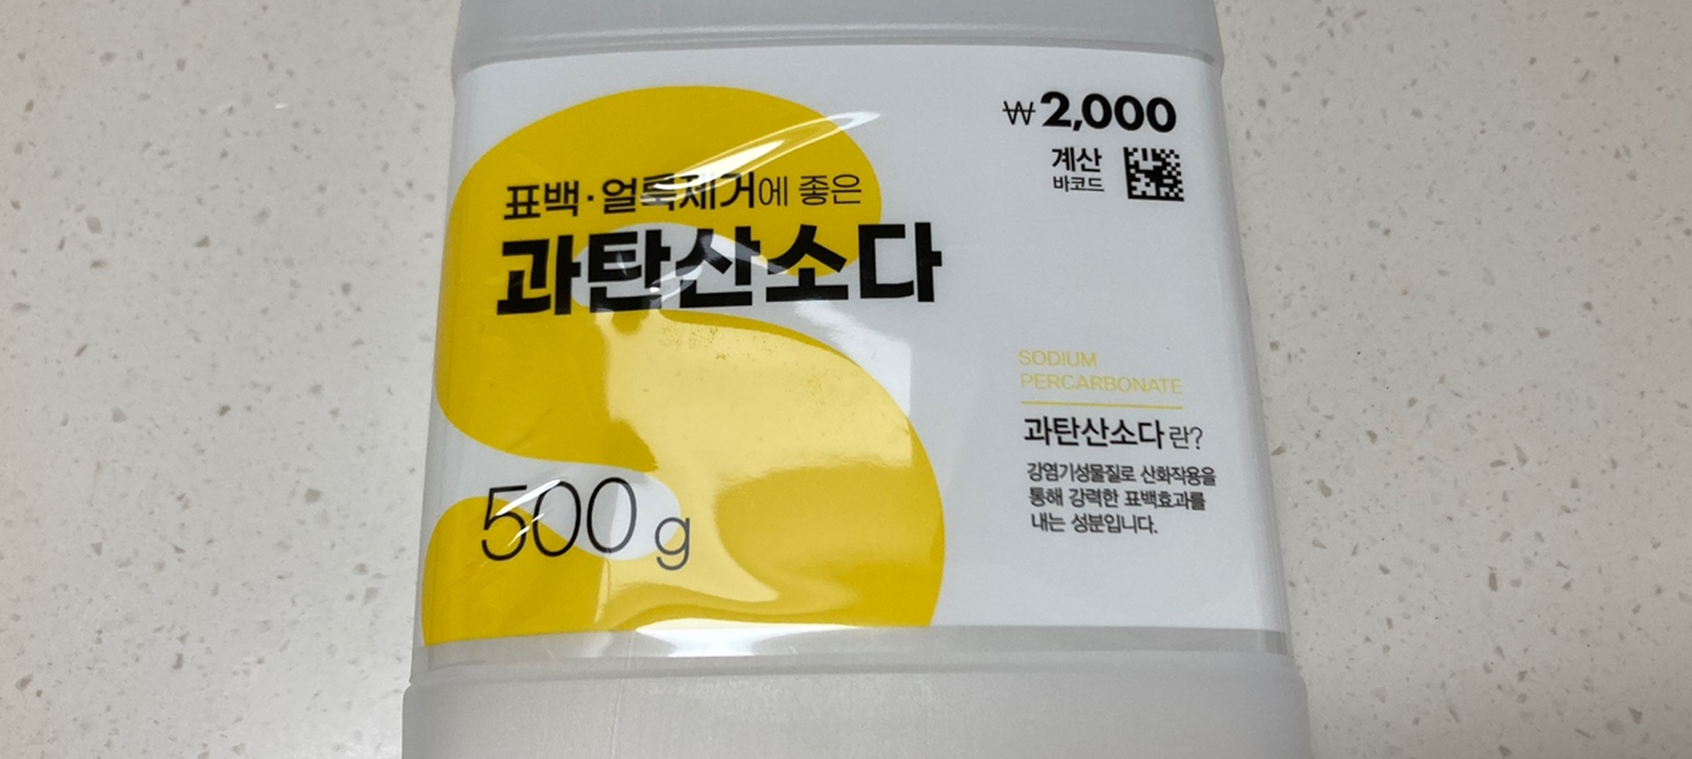 ₩2,000
계산
바코드
표백·얼룩제거에 좋은
과탄산소다
500 g
SODIUM
PERCARBONATE
과탄산소다란?
강염기성물질로 산화작용을
통해 강력한 표백효과를
내는 성분입니다.